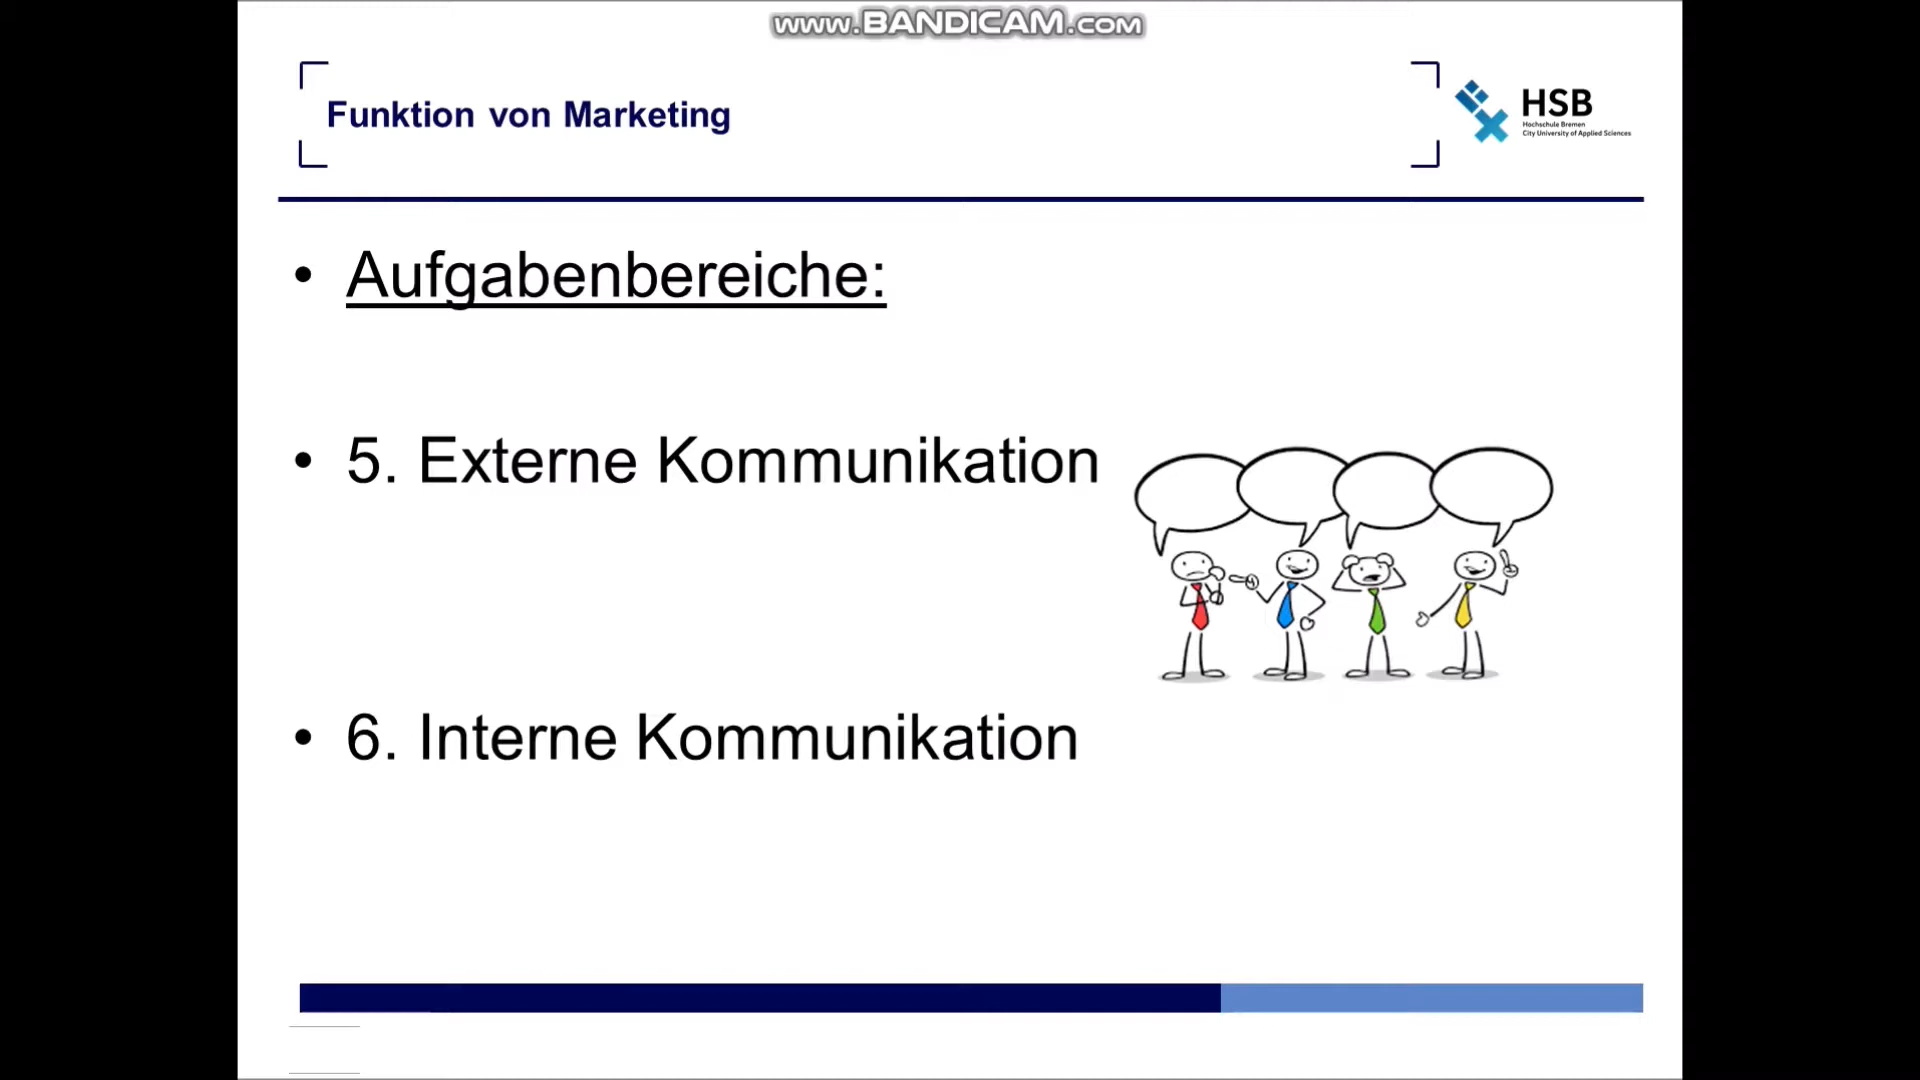 www.BANDICAM.com
Funktion von Marketing
HSB
Hochschule Bremen
City University of Applied Sciences
• Aufgabenbereiche:
• 5. Externe Kommunikation
• 6. Interne Kommunikation